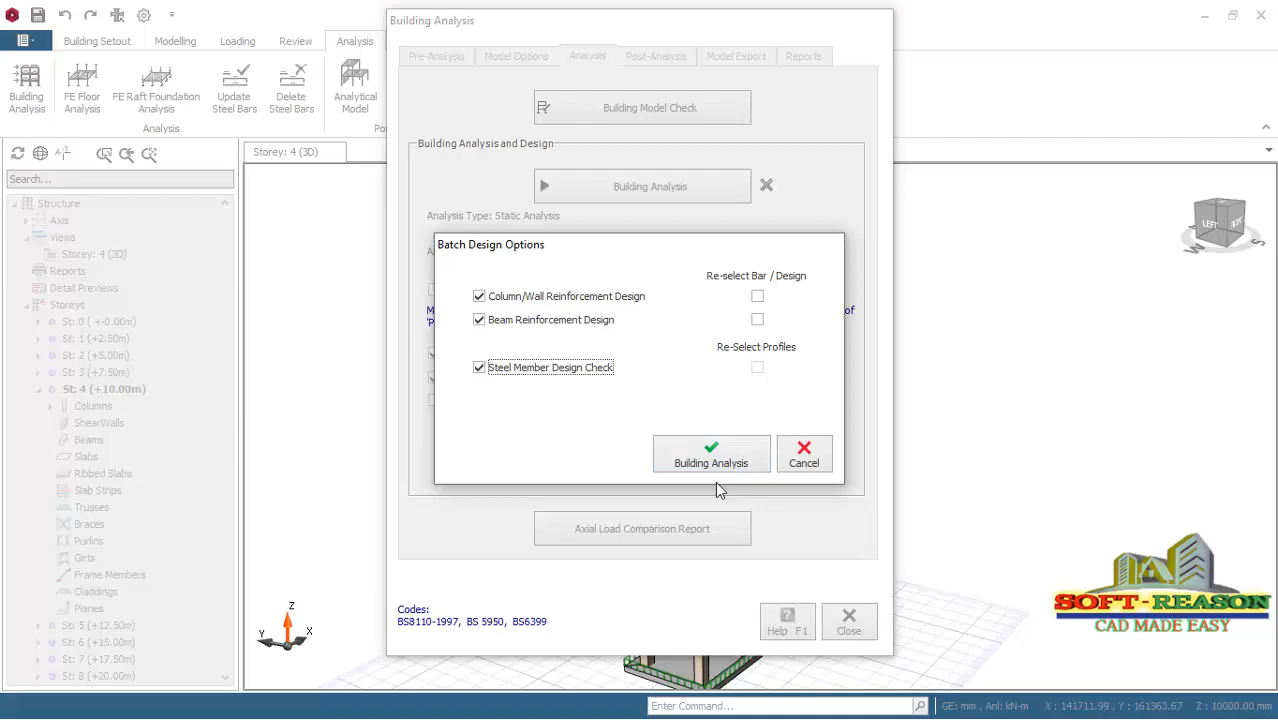 Building Analysis
Building Setout
Modelling
Loading
Review
Analysis
Pre-Analysis
Model Options
Analysis
Post-Analysis
Model Export
Reports
Building
Analysis
FE Floor
Analysis
FE Raft Foundation
Analysis
Update
Steel Bars
Delete
Steel Bars
Analytical
Model
Analysis
Po
Building Model Check
Storey: 4 (3D)
Building Analysis and Design
Search...
Building Analysis
Analysis Type: Static Analysis
Structure
Axis
Views
Storey: 4 (3D)
Reports
Detail Previews
Storeys
St: 0 ( +-0.00m)
St: 1 (+2.50m)
St: 2 (+5.00m)
St: 3 (+7.50m)
St: 4 (+10.00m)
Columns
ShearWalls
Beams
Slabs
Ribbed Slabs
Slab Strips
Trusses
Braces
Purlins
Girts
Frame Members
Claddings
Planes
St: 5 (+12.50m)
St: 6 (+15.00m)
St: 7 (+17.50m)
St: 8 (+20.00m)
LEFT
S
A
M
'P
of
Batch Design Options
Re-select Bar / Design
Column/Wall Reinforcement Design
Beam Reinforcement Design
Re-Select Profiles
Steel Member Design Check
Building Analysis
Cancel
Axial Load Comparison Report
Codes:
BS8110-1997, BS 5950, BS6399
Help F1
Close
Z
Y
X
SOFT-REASON
CAD MADE EASY
Enter Command...
GE: mm , Anl: kN-m
X : 141711.99 , Y : 161363.67
Z : 10000.00 mm